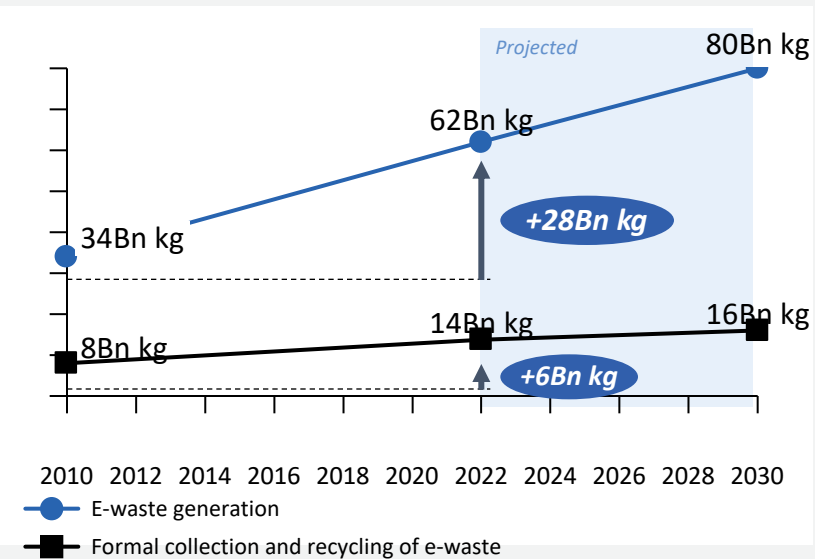 Projected
80Bn kg
62Bn kg
+28Bn kg
34Bn kg
14Bn kg
16Bn kg
8Bn kg
+6Bn kg
2010 2012 2014 2016 2018 2020 2022 2024 2026 2028 2030
E-waste generation
Formal collection and recycling of e-waste